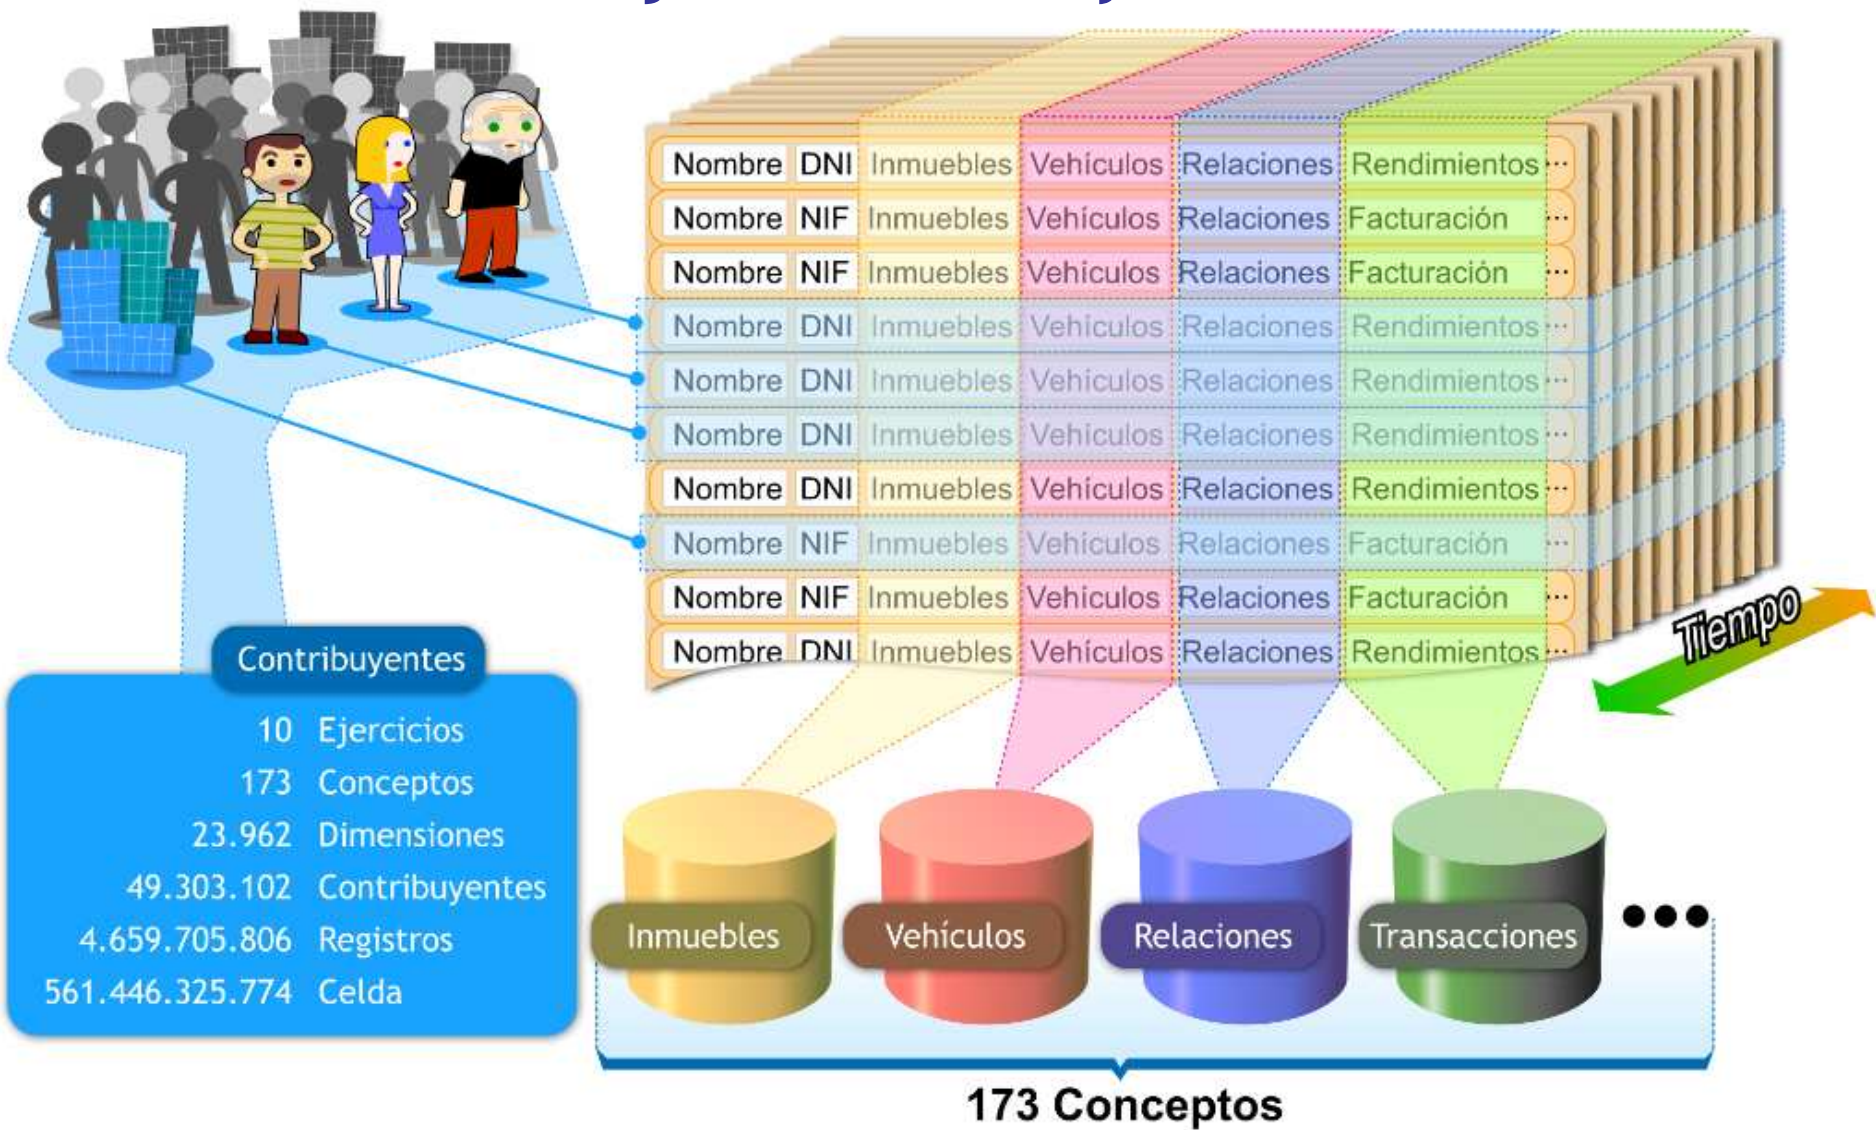 Nombre DNI Inmuebles Vehículos Relaciones Rendimientos ...
Nombre NIF Inmuebles Vehículos Relaciones Facturación ...
Nombre NIF Inmuebles Vehículos Relaciones Facturación ...
Nombre DNI Inmuebles Vehículos Relaciones Rendimientos ...
Nombre DNI Inmuebles Vehículos Relaciones Rendimientos ...
Nombre DNI Inmuebles Vehículos Relaciones Rendimientos ...
Nombre DNI Inmuebles Vehículos Relaciones Rendimientos ...
Nombre NIF Inmuebles Vehículos Relaciones Facturación ...
Nombre NIF Inmuebles Vehículos Relaciones Facturación ...
Nombre DNI Inmuebles Vehículos Relaciones Rendimientos ...
Tiempo
Contribuyentes
10 Ejercicios
173 Conceptos
23.962 Dimensiones
49.303.102 Contribuyentes
4.659.705.806 Registros
561.446.325.774 Celda
Inmuebles Vehículos Relaciones Transacciones ...
173 Conceptos